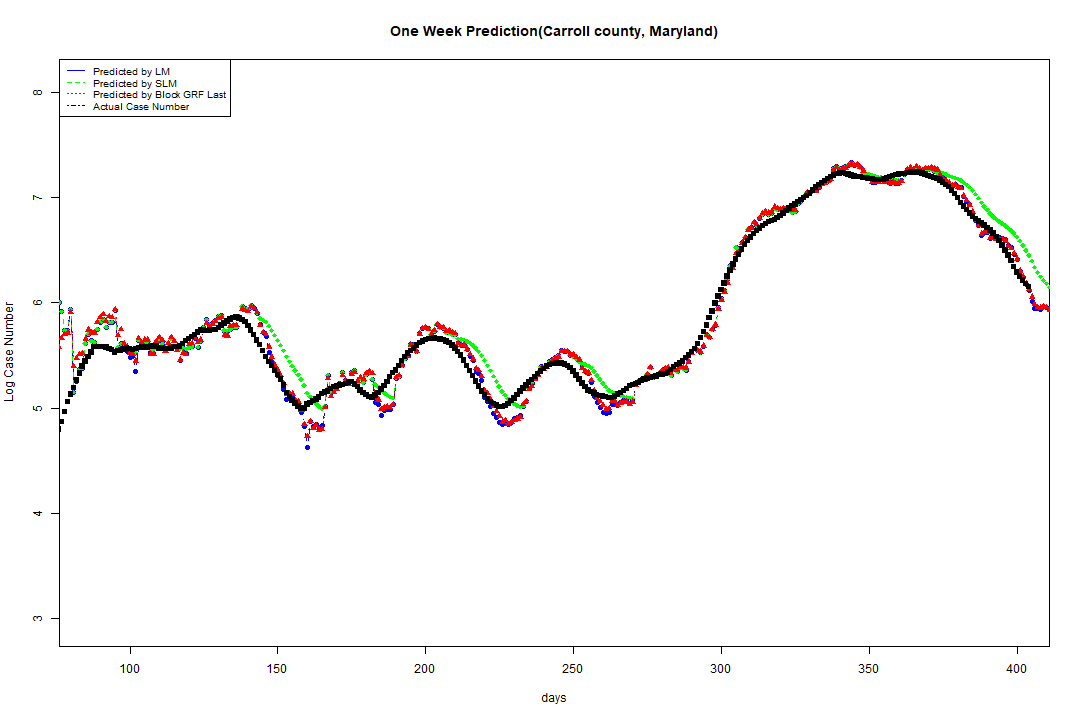 One Week Prediction(Carroll county, Maryland)
Predicted by LM
Predicted by SLM
Predicted by Block GRF Last
Actual Case Number
8
7
6
5
4
3
Log Case Number
100 150 200 250 300 350 400
days